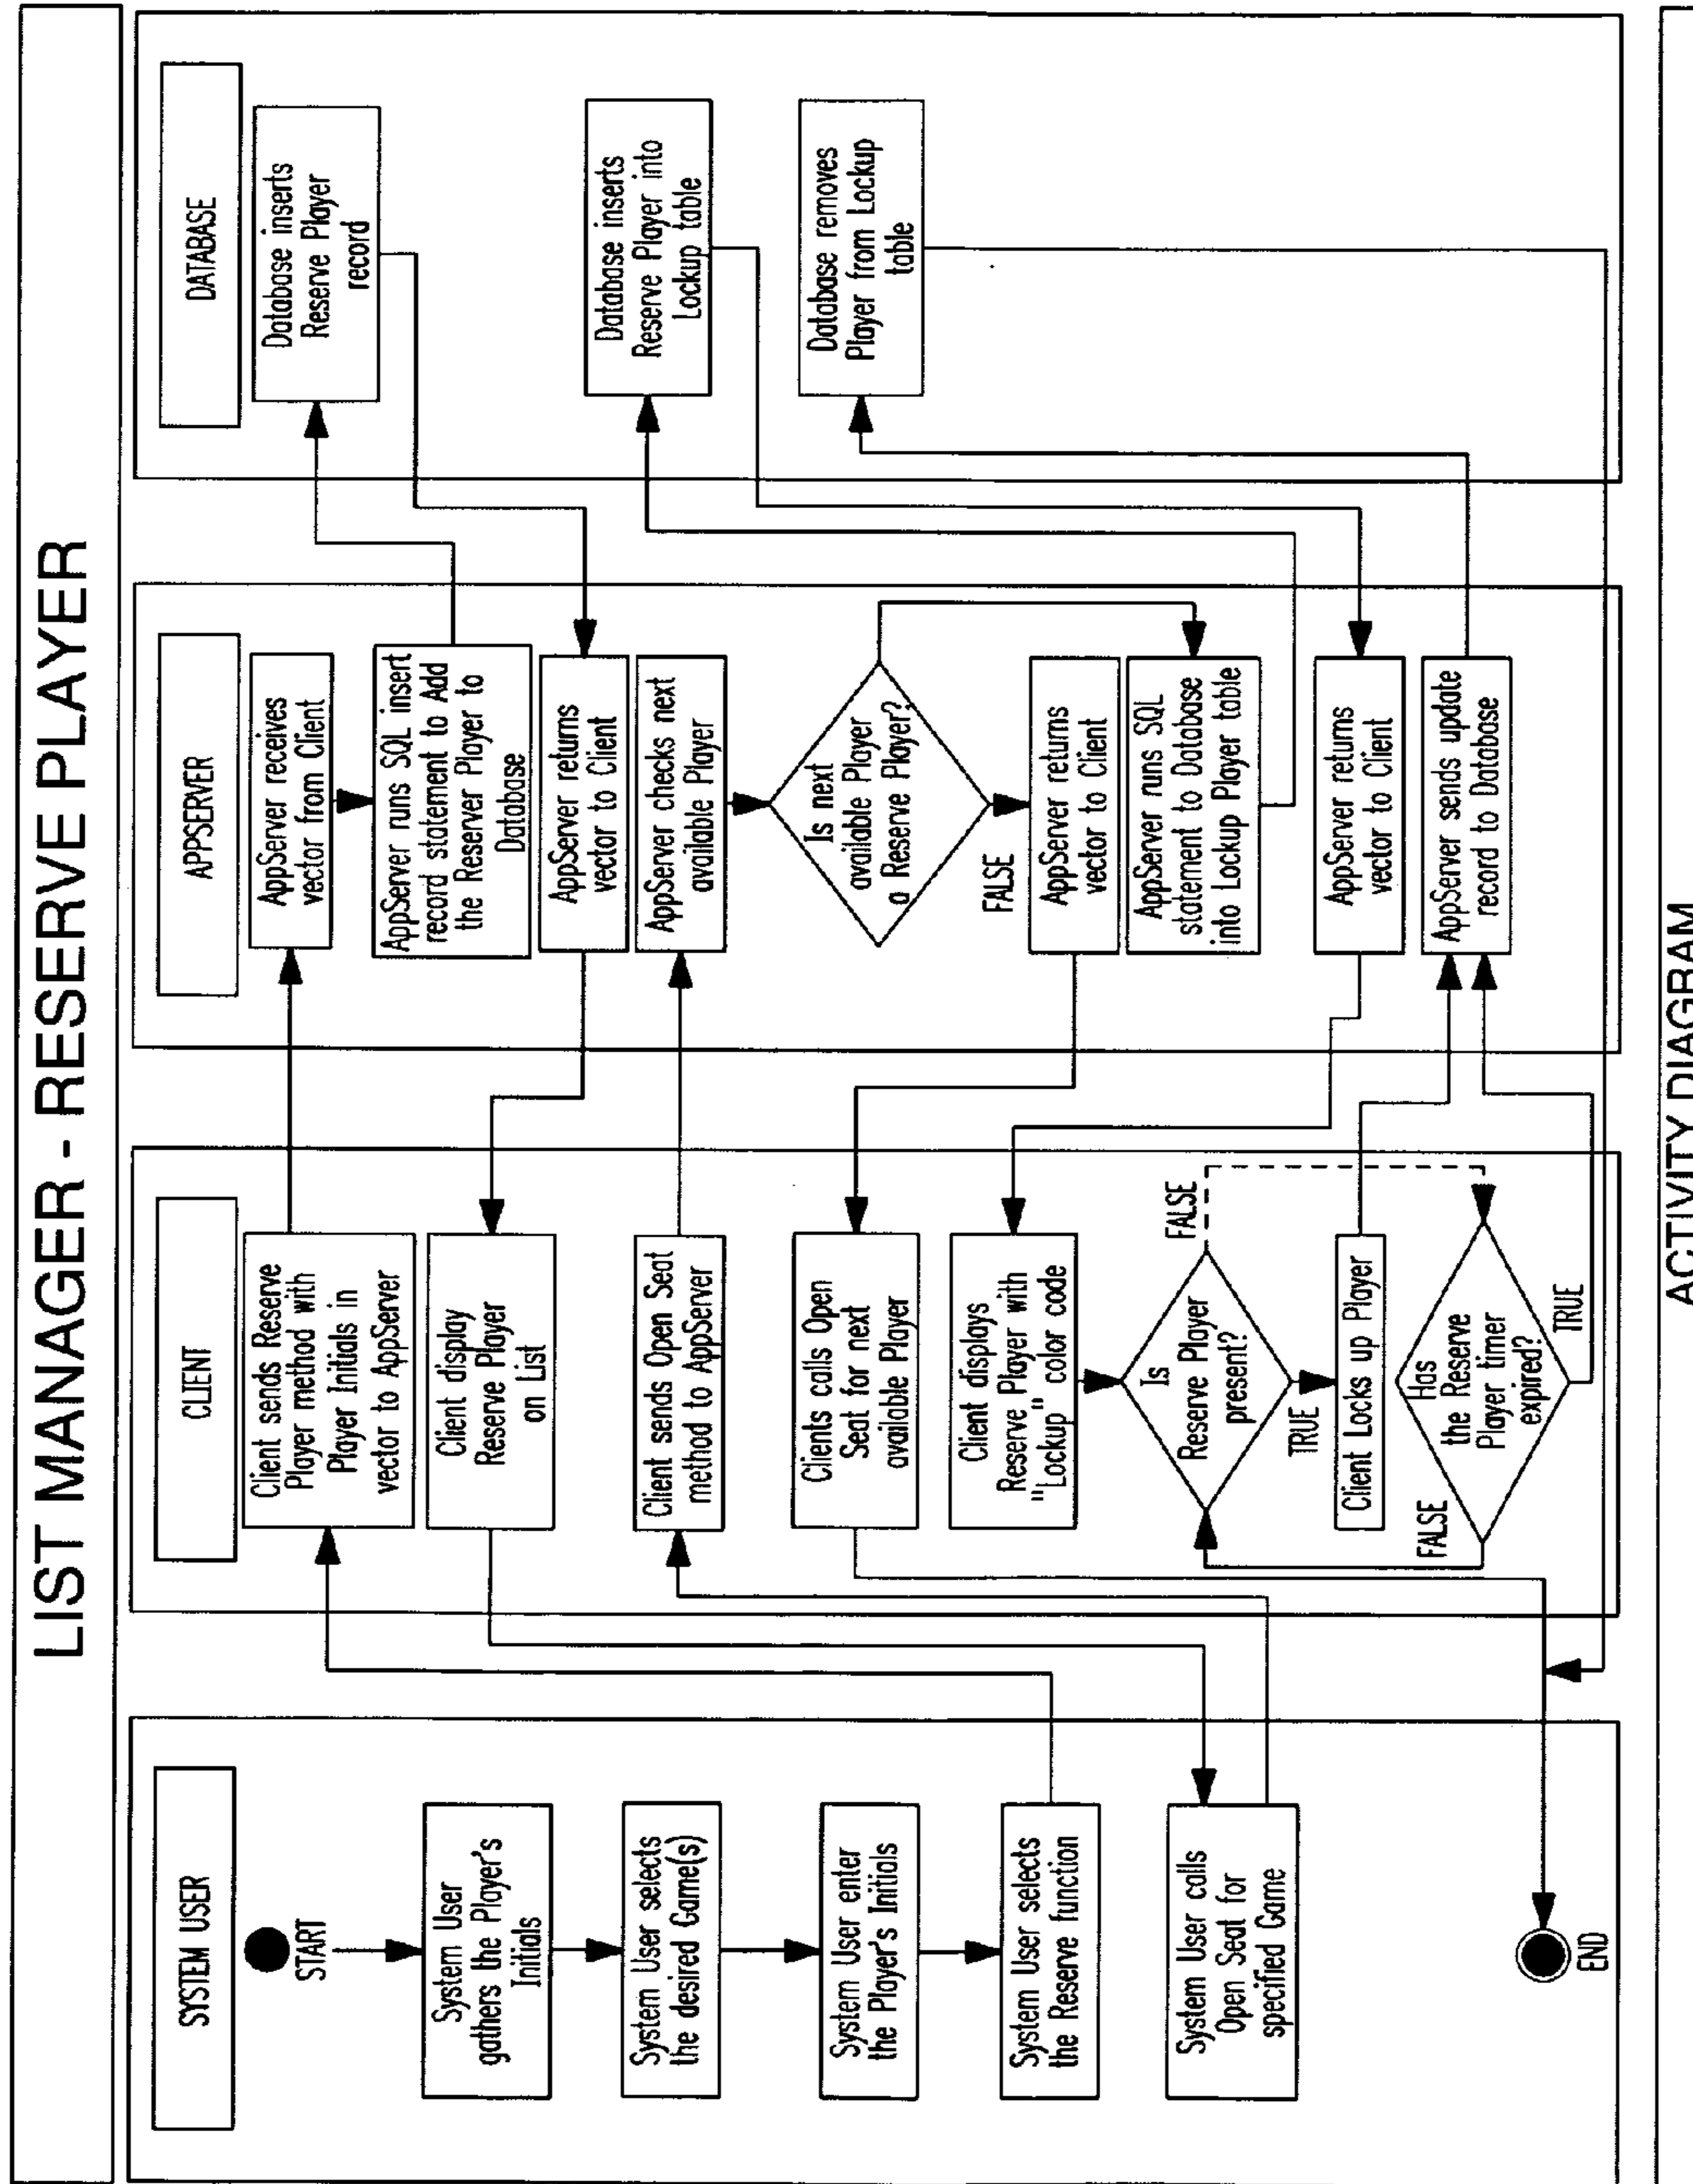 LIST MANAGER - RESERVE PLAYER
SYSTEM USER
START
System User
gathers the Player's
Initials
System User selects
the desired Game(s)
System User enter
the Player's Initials
System User selects
the Reserve function
System User calls
Open Seat for
specified Game
END
CLIENT
Client sends Reserve
Player method with
Player Initials in
vector to AppServer
Client display
Reserve Player
on List
Client sends Open Seat
method to AppServer
Clients calls Open
Seat for next
available Player
Client displays
Reserve Player with
"Lockup" color code
Is
Reserve Player
present?
FALSE
TRUE
Client Locks up Player
Has
the Reserve
Player timer
expired?
FALSE
TRUE
APPSERVER
AppServer receives
vector from Client
AppServer runs SQL insert
record statement to Add
the Reserver Player to
Database
AppServer returns
vector to Client
AppServer checks next
available Player
Is next
available Player
a Reserve Player?
FALSE
AppServer returns
vector to Client
AppServer runs SQL
statement to Database
into Lockup Player table
AppServer returns
vector to Client
AppServer sends update
record to Database
DATABASE
Database inserts
Reserve Player
record
Database inserts
Reserve Player into
Lockup table
Database removes
Player from Lockup
table
ACTIVITY DIAGRAM